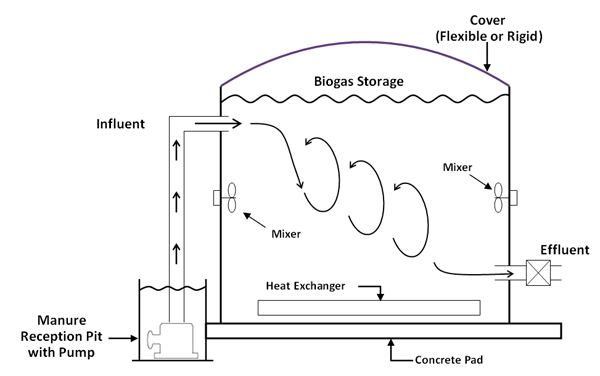 Cover
(Flexible or Rigid)
Biogas Storage
Influent
Mixer
Mixer
Effluent
Heat Exchanger
Manure
Reception Pit
with Pump
Concrete Pad